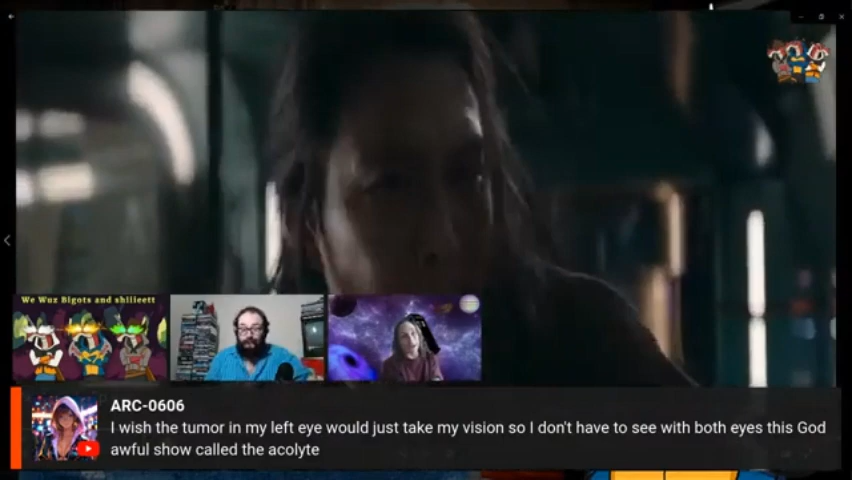 We Wuz Bigots and shlileett
ARC-0606
I wish the tumor in my left eye would just take my vision so I don't have to see with both eyes this God
awful show called the acolyte